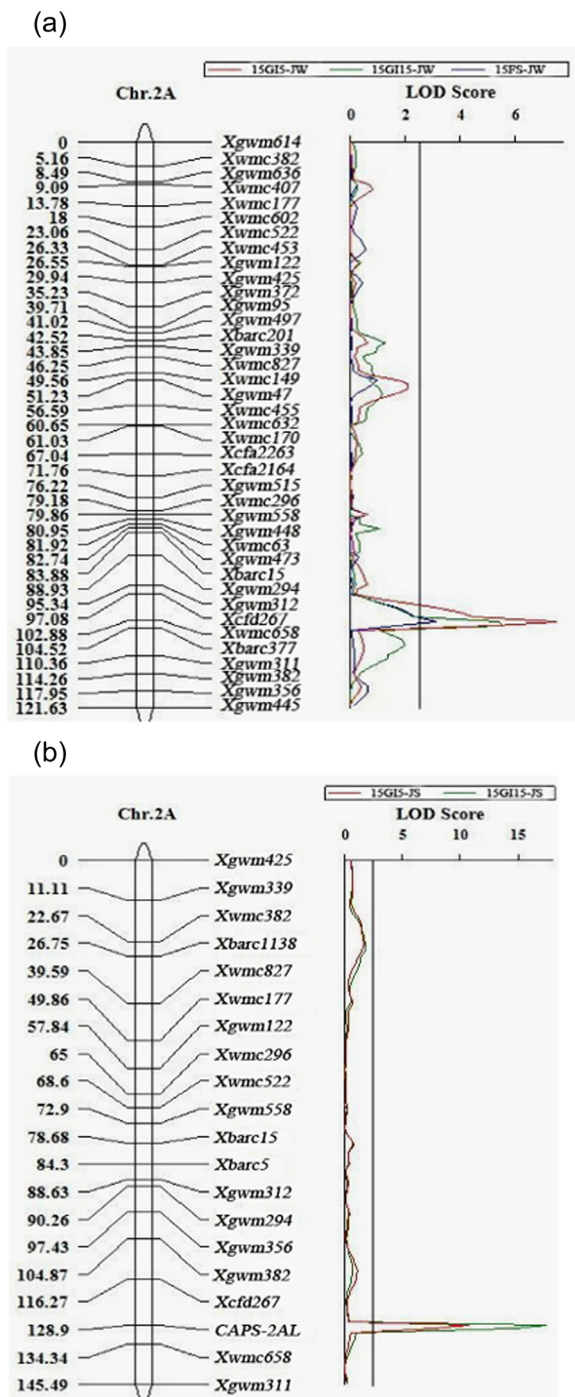 (a)
15GI5-JW 15GI15-JW 15FS-JW
Chr.2A LOD Score
0 2 4 6
0 Xgwm614
5.16 Xwmc382
8.49 Xgwm636
9.09 Xwmc407
13.78 Xwmc177
18 Xwmc602
23.06 Xwmc522
26.33 Xwmc453
26.55 Xgwm122
29.94 Xgwm425
35.23 Xgwm372
39.71 Xgwm95
41.02 Xgwm497
42.52 Xbarc201
43.85 Xgwm339
46.25 Xwmc827
49.56 Xwmc149
51.23 Xgwm47
56.59 Xwmc455
60.65 Xwmc632
61.03 Xwmc170
67.04 Xcfa2263
71.76 Xcfa2164
76.22 Xgwm515
79.18 Xwmc296
79.86 Xgwm558
80.95 Xgwm448
81.92 Xwmc63
82.74 Xgwm473
83.88 Xbarc15
88.93 Xgwm294
95.34 Xgwm312
97.08 Xcfd267
102.88 Xwmc658
104.52 Xbarc377
110.36 Xgwm311
114.26 Xgwm382
117.95 Xgwm356
121.63 Xgwm445
(b)
15GI5-JS 15GI15-JS
Chr.2A LOD Score
0 5 10 15
0 Xgwm425
11.11 Xgwm339
22.67 Xwmc382
26.75 Xbarc1138
39.59 Xwmc827
49.86 Xwmc177
57.84 Xgwm122
65 Xwmc296
68.6 Xwmc522
72.9 Xgwm558
78.68 Xbarc15
84.3 Xbarc5
88.63 Xgwm312
90.26 Xgwm294
97.43 Xgwm356
104.87 Xgwm382
116.27 Xcfd267
128.9 CAPS-2AL
134.34 Xwmc658
145.49 Xgwm311